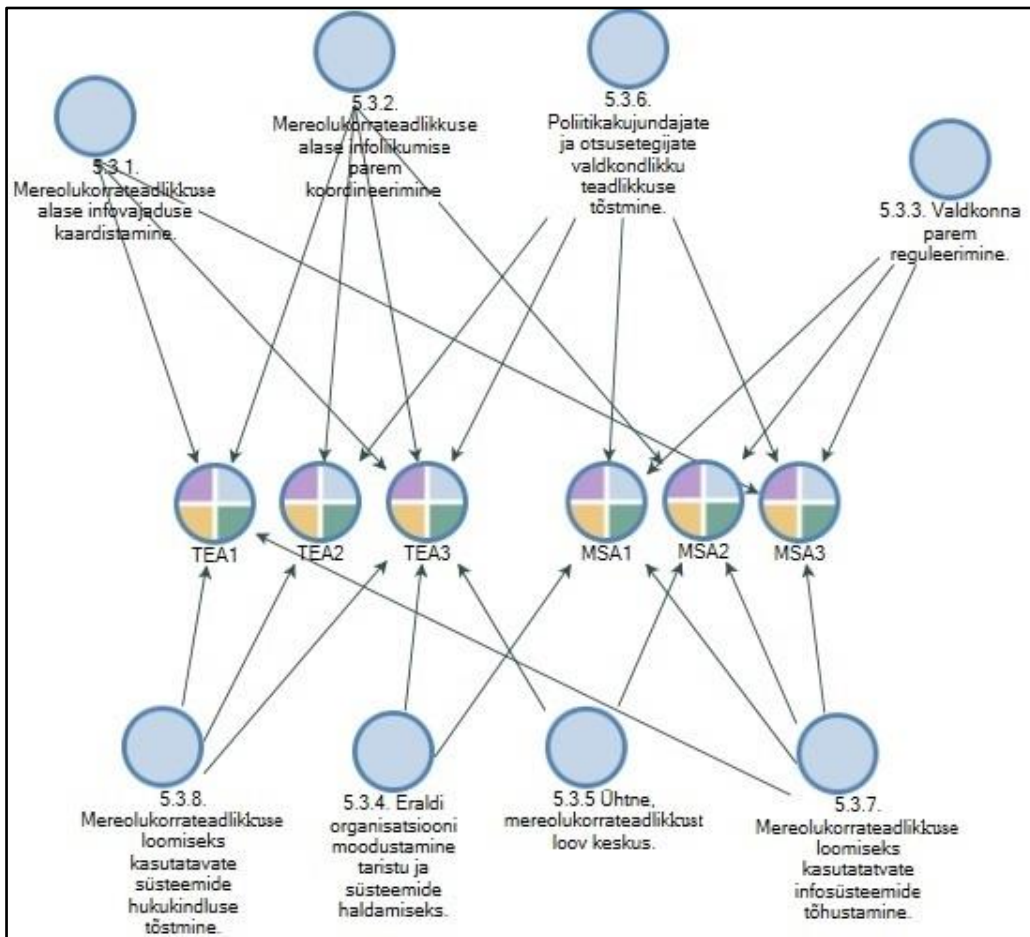 5.3.2.
Mereolukorrateadlikkuse
alase infoliikumise
parem
koordineerimine
5.3.6.
Poliitikakujundajate
ja otsusetegijate
valdkondlikku
teadlikkuse
tõstmine.
5.3.1.
Mereolukorrateadlikkuse
alase infovajaduse
kaardistamine.
5.3.3. Valdkonna
parem
reguleerimine.
TEA1
TEA2
TEA3
MSA1
MSA2
MSA3
5.3.8.
Mereolukorrateadlikkuse
loomiseks
kasutatavate
süsteemide
hukukindluse
tõstmine.
5.3.4. Eraldi
organisatsiooni
moodustamine
taristu ja
süsteemide
haldamiseks.
5.3.5 Ühtne,
mereolukorrateadlikkust
loov keskus.
5.3.7.
Mereolukorrateadlikkuse
loomiseks
kasutatatvate
infosüsteemide
tõhustamine.